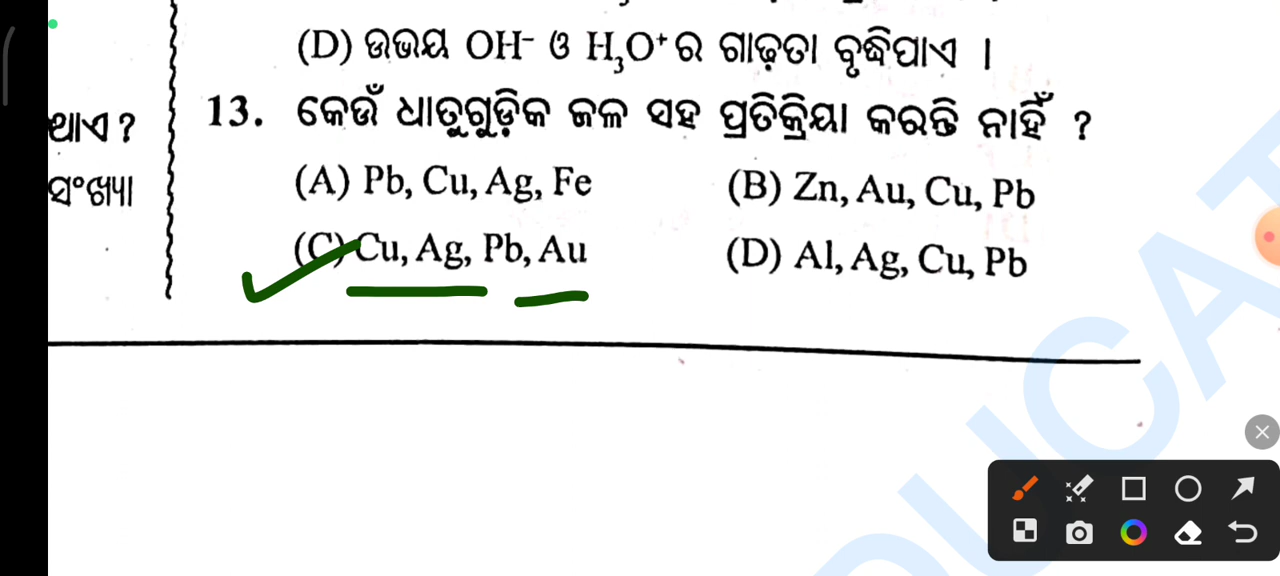 (D) ଉଭୟ OH⁻ ଓ H₃O⁺ ର ଗାଢ଼ତା ବୃଦ୍ଧିପାଏ ।
ଥାଏ ?
ସଂଖ୍ୟା
13. କେଉଁ ଧାତୁଗୁଡ଼ିକ ଜଳ ସହ ପ୍ରତିକ୍ରିୟା କରନ୍ତି ନାହିଁ ?
(A) Pb, Cu, Ag, Fe (B) Zn, Au, Cu, Pb
(C) Cu, Ag, Pb, Au (D) Al, Ag, Cu, Pb